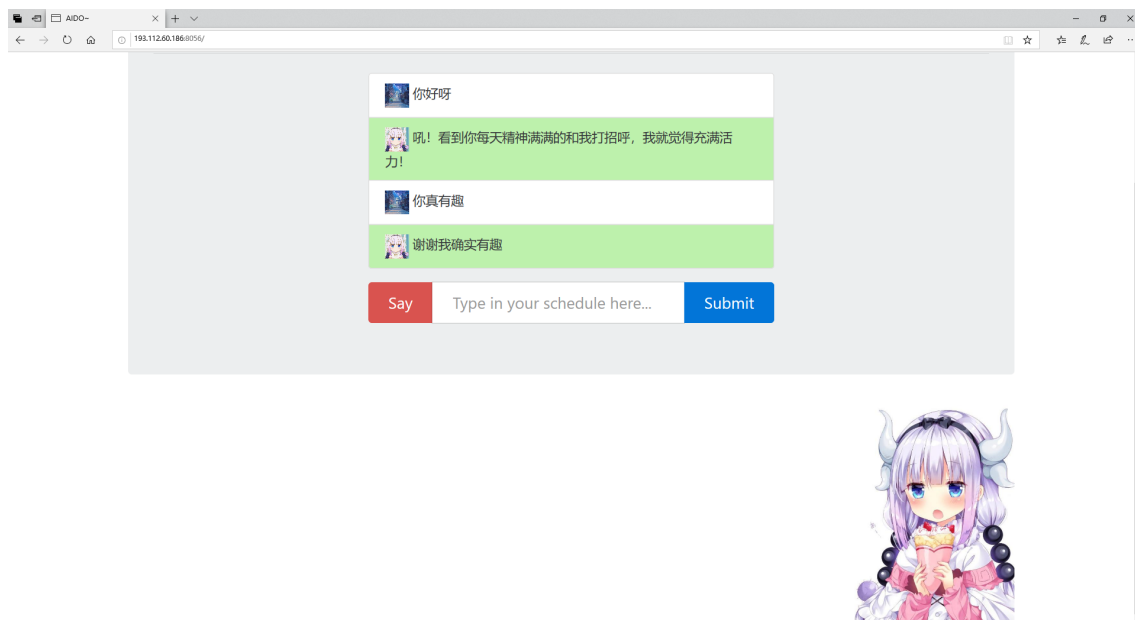 AIDO~
193.112.60.186:8056/
你好呀
吼！看到你每天精神满满的和我打招呼，我就觉得充满活
力！
你真有趣
谢谢我确实有趣
Say Type in your schedule here... Submit